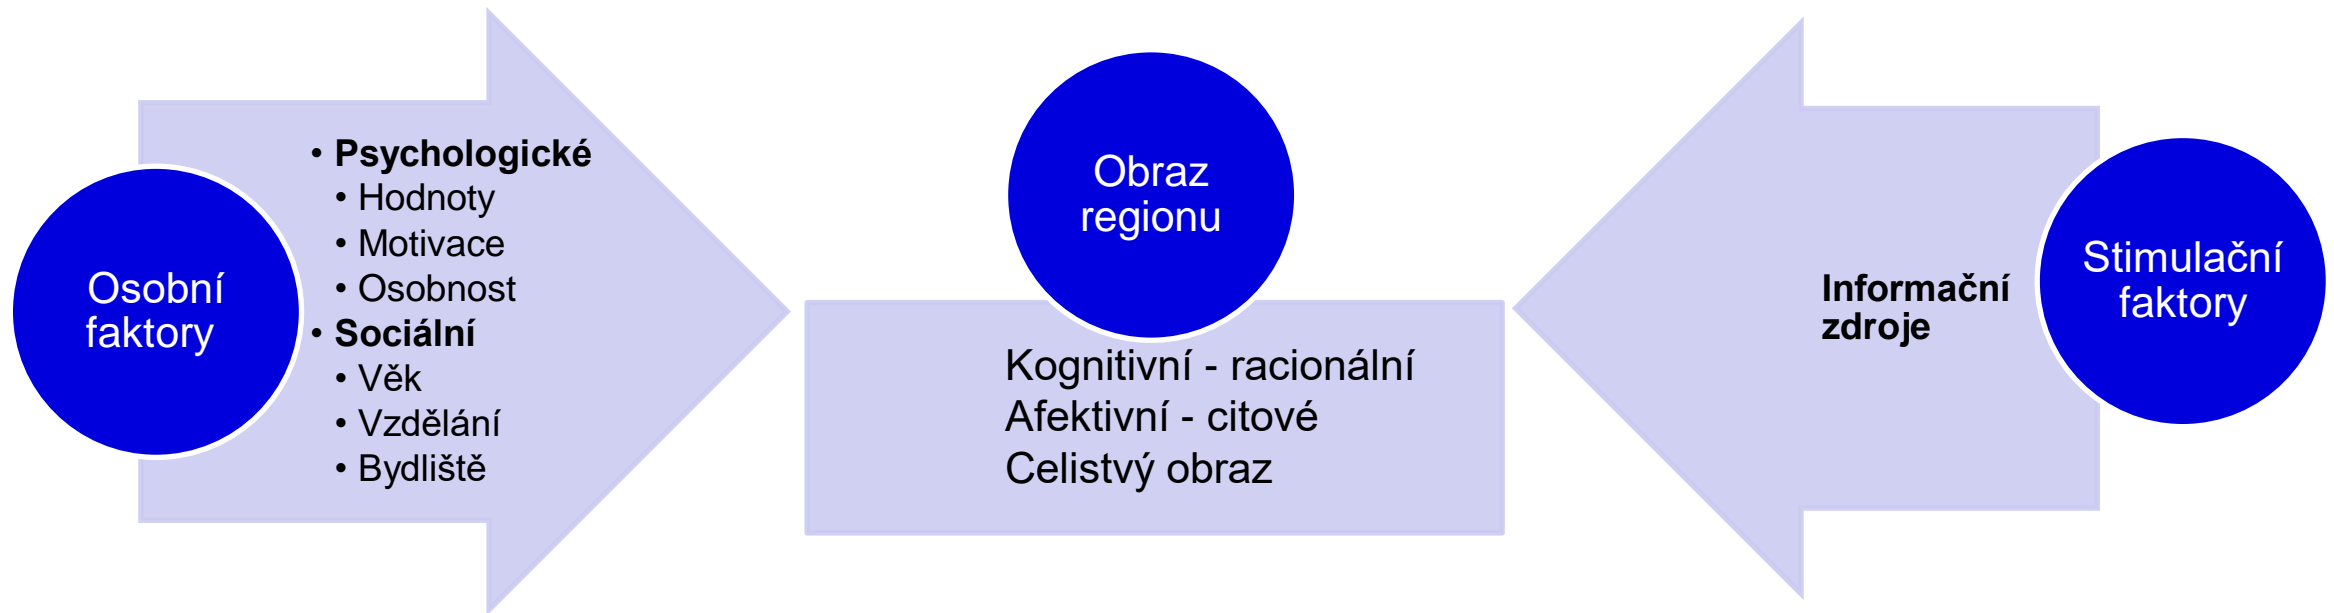 Osobní
faktory
• Psychologické
• Hodnoty
• Motivace
• Osobnost
• Sociální
• Věk
• Vzdělání
• Bydliště
Obraz
regionu
Kognitivní - racionální
Afektivní - citové
Celistvý obraz
Informační
zdroje
Stimulační
faktory